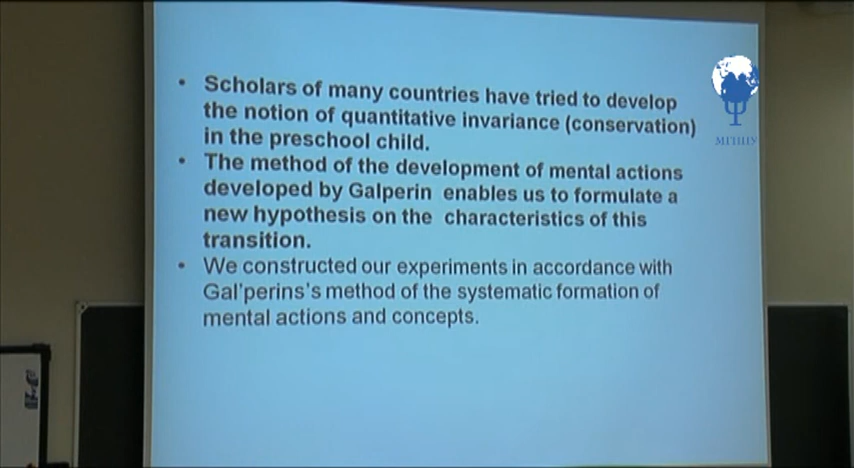 • Scholars of many countries have tried to develop
the notion of quantitative invariance (conservation)
in the preschool child.
• The method of the development of mental actions
developed by Galperin enables us to formulate a
new hypothesis on the characteristics of this
transition.
• We constructed our experiments in accordance with
Gal'perins's method of the systematic formation of
mental actions and concepts.
МГППУ